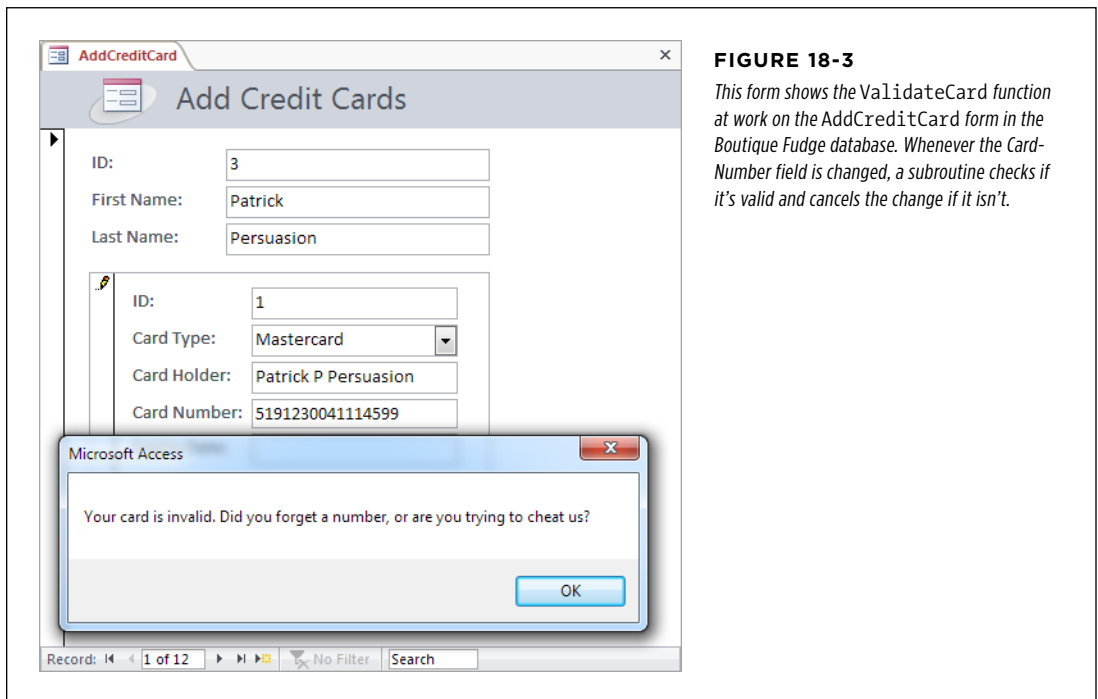 AddCreditCard
Add Credit Cards
ID: 3
First Name: Patrick
Last Name: Persuasion
ID: 1
Card Type: Mastercard
Card Holder: Patrick P Persuasion
Card Number: 5191230041114599
Microsoft Access
Your card is invalid. Did you forget a number, or are you trying to cheat us?
OK
Record: 1 of 12 No Filter Search
FIGURE 18-3
This form shows the ValidateCard function
at work on the AddCreditCard form in the
Boutique Fudge database. Whenever the Card-
Number field is changed, a subroutine checks if
it's valid and cancels the change if it isn't.